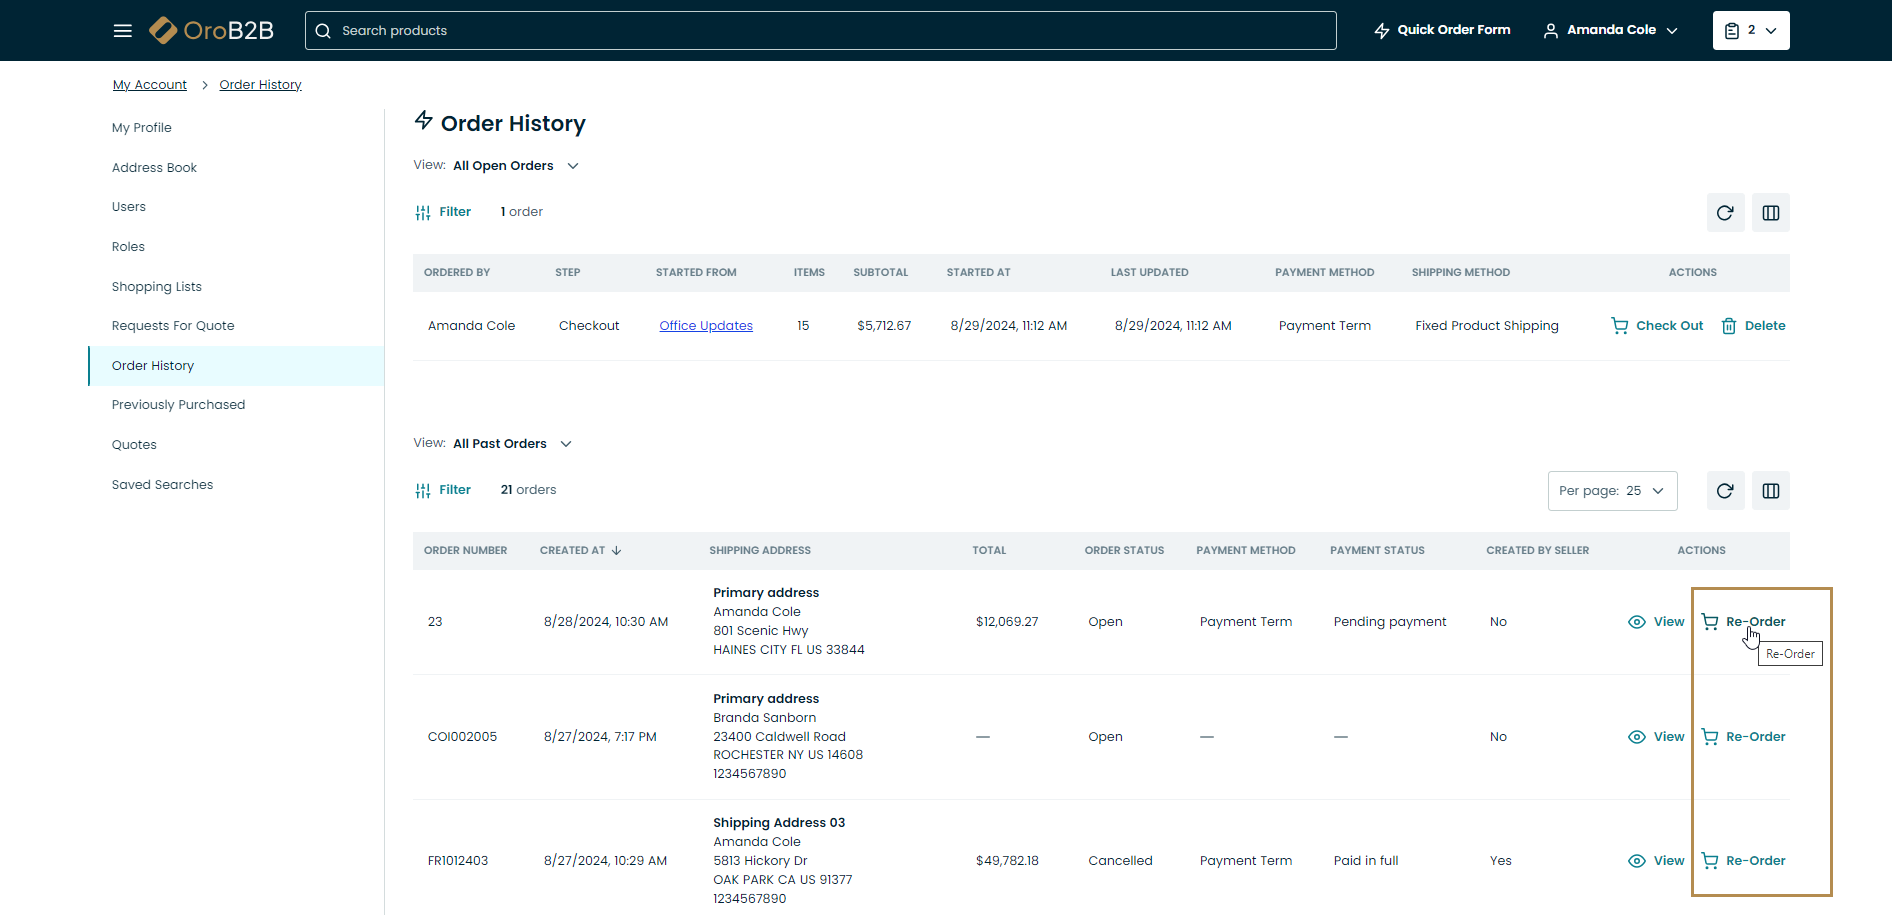 OroB2B
Search products
Quick Order Form
Amanda Cole
2
My Account > Order History
My Profile
Address Book
Users
Roles
Shopping Lists
Requests For Quote
Order History
Previously Purchased
Quotes
Saved Searches
Order History
View: All Open Orders
Filter 1 order
ORDERED BY STEP STARTED FROM ITEMS SUBTOTAL STARTED AT LAST UPDATED PAYMENT METHOD SHIPPING METHOD ACTIONS
Amanda Cole Checkout Office Updates 15 $5,712.67 8/29/2024, 11:12 AM 8/29/2024, 11:12 AM Payment Term Fixed Product Shipping Check Out Delete
View: All Past Orders
Filter 21 orders
Per page: 25
ORDER NUMBER CREATED AT SHIPPING ADDRESS TOTAL ORDER STATUS PAYMENT METHOD PAYMENT STATUS CREATED BY SELLER ACTIONS
Primary address
Amanda Cole
23 8/28/2024, 10:30 AM 801 Scenic Hwy $12,069.27 Open Payment Term Pending payment No View Re-Order
HAINES CITY FL US 33844
Re-Order
Primary address
Branda Sanborn
COI002005 8/27/2024, 7:17 PM 23400 Caldwell Road — Open — — No View Re-Order
ROCHESTER NY US 14608
1234567890
Shipping Address 03
Amanda Cole
FR1012403 8/27/2024, 10:29 AM 5813 Hickory Dr $49,782.18 Cancelled Payment Term Paid in full Yes View Re-Order
OAK PARK CA US 91377
1234567890